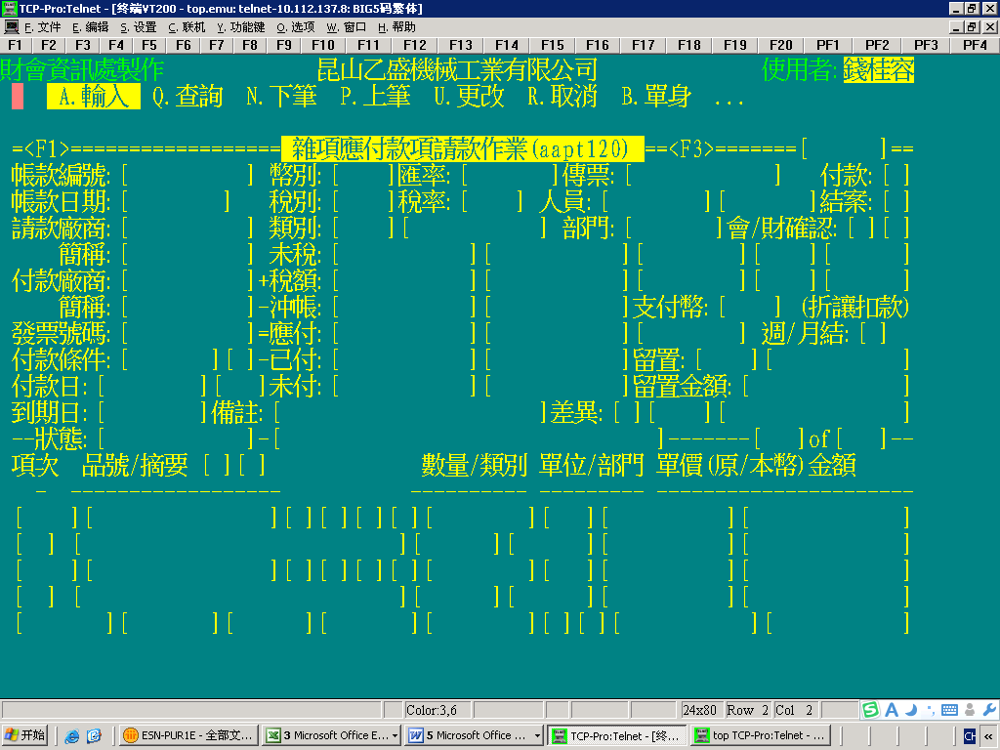 TCP-Pro:Telnet - [终端VT200 - top.emu: telnet-10.112.137.8: BIG5码繁体]
F. 文件 E. 编辑 S. 设置 C. 联机 Y. 功能键 O. 选项 W. 窗口 H. 帮助
F1 F2 F3 F4 F5 F6 F7 F8 F9 F10 F11 F12 F13 F14 F15 F16 F17 F18 F19 F20 PF1 PF2 PF3 PF4
財會資訊處製作 昆山乙盛機械工業有限公司 使用者:錢桂容
A.輸入 Q.查詢 N.下筆 P.上筆 U.更改 R.取消 B.單身 ...
=<F1>================== 雜項應付款項請款作業(aapt120) ==<F3>=======[ ]==
帳款編號:[ ] 幣別:[ ]匯率:[ ]傳票:[ ] 付款:[ ]
帳款日期:[ ] 稅別:[ ]稅率:[ ] 人員:[ ][ ]結案:[ ]
請款廠商:[ ] 類別:[ ][ ] 部門:[ ]會/財確認:[ ][ ]
簡稱:[ ] 未稅:[ ][ ][ ][ ][ ]
付款廠商:[ ]+稅額:[ ][ ][ ][ ][ ]
簡稱:[ ]-沖帳:[ ][ ]支付幣:[ ] (折讓扣款)
發票號碼:[ ]=應付:[ ][ ][ ] 週/月結:[ ]
付款條件:[ ][ ]-已付:[ ][ ]留置:[ ][ ]
付款日:[ ][ ]未付:[ ][ ]留置金額:[ ]
到期日:[ ]備註:[ ]差異:[ ][ ][ ]
--狀態:[ ]-[ ]-------[ ]of[ ]--
項次 品號/摘要 [ ][ ] 數量/類別 單位/部門 單價(原/本幣)金額
- ------------------ ---------- --------- ----------------------
[ ][ ][ ][ ][ ][ ][ ][ ][ ][ ]
[ ] [ ][ ][ ][ ][ ]
[ ][ ][ ][ ][ ][ ][ ][ ][ ][ ]
[ ] [ ][ ][ ][ ][ ]
[ ][ ][ ][ ][ ][ ][ ][ ][ ]
Color:3,6 24x80 Row 2 Col 2
开始 ESN-PUR1E - 全部文... 3 Microsoft Office E... 5 Microsoft Office ... TCP-Pro:Telnet - [终... top TCP-Pro:Telnet - ... CH «